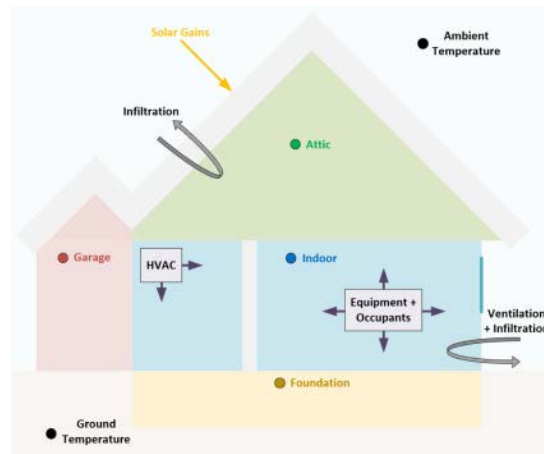 Solar Gains
Ambient
Temperature
Infiltration
Attic
Garage
HVAC
Indoor
Equipment +
Occupants
Ventilation
+ Infiltration
Foundation
Ground
Temperature